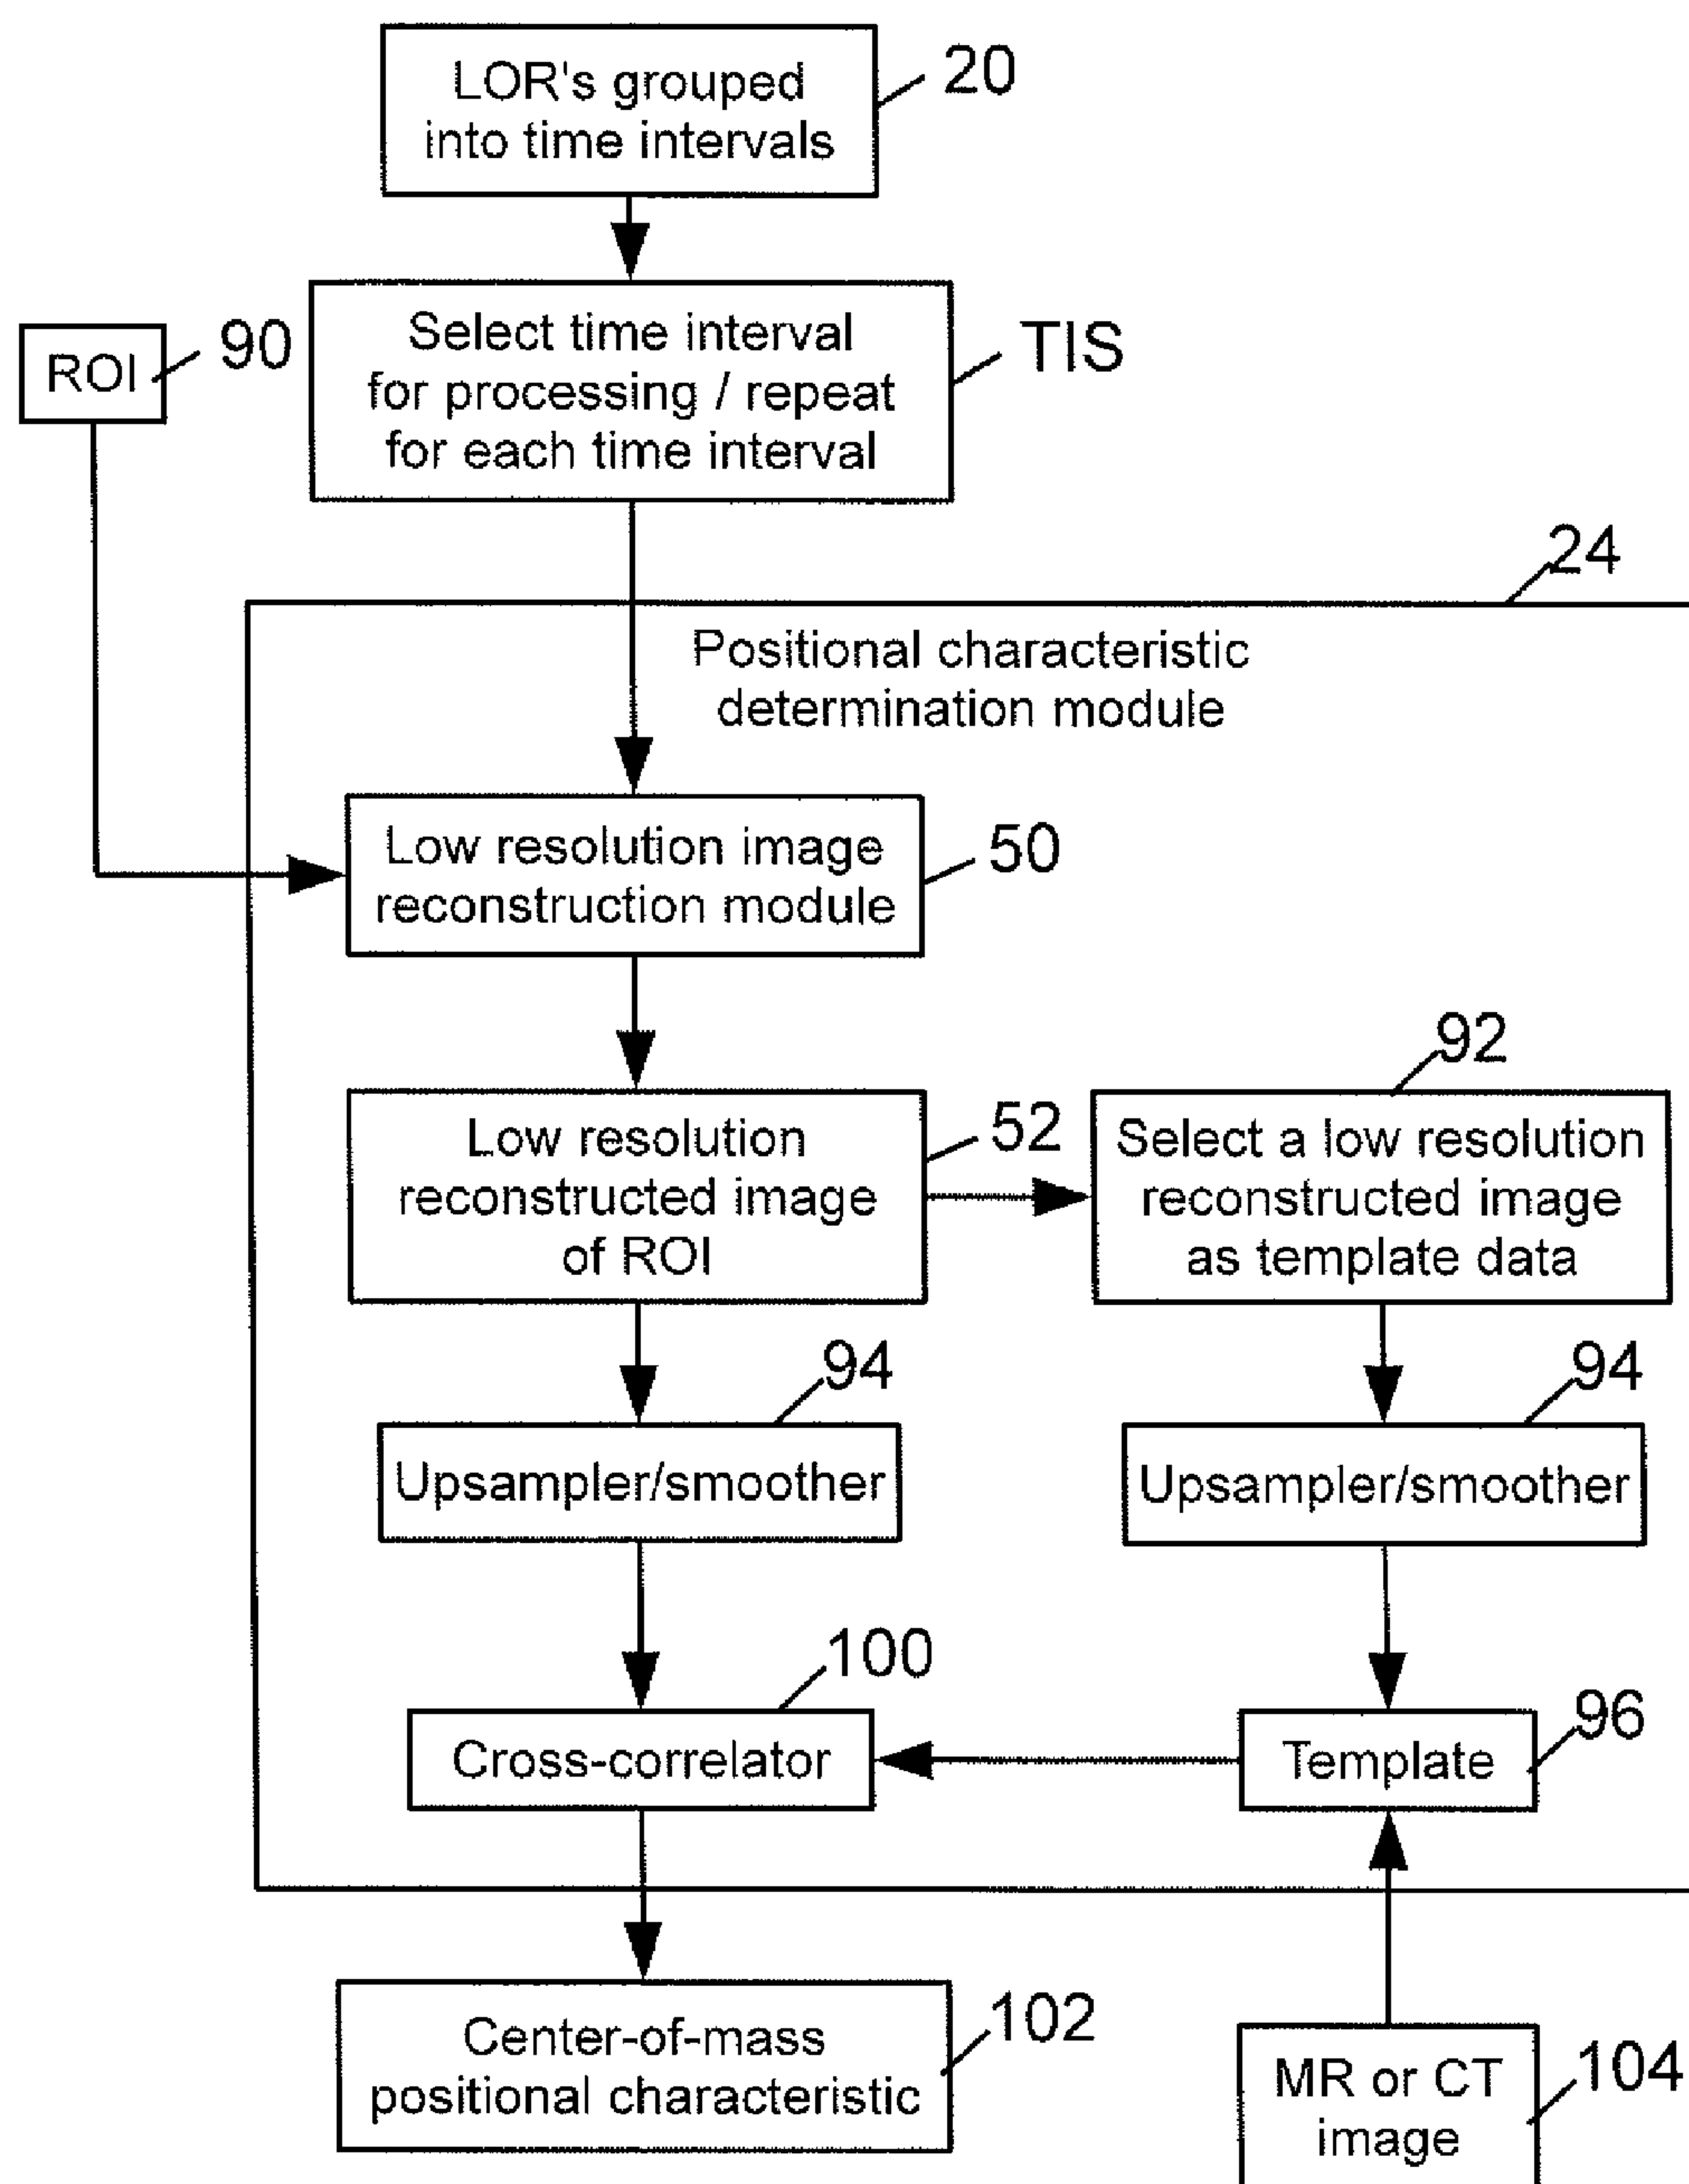 LOR's grouped
into time intervals
20
Select time interval
for processing / repeat
for each time interval
TIS
ROI
90
24
Positional characteristic
determination module
Low resolution image
reconstruction module
50
92
Low resolution
reconstructed image
of ROI
52
Select a low resolution
reconstructed image
as template data
94
Upsampler/smoother
94
Upsampler/smoother
100
Cross-correlator
Template
96
Center-of-mass
positional characteristic
102
MR or CT
image
104